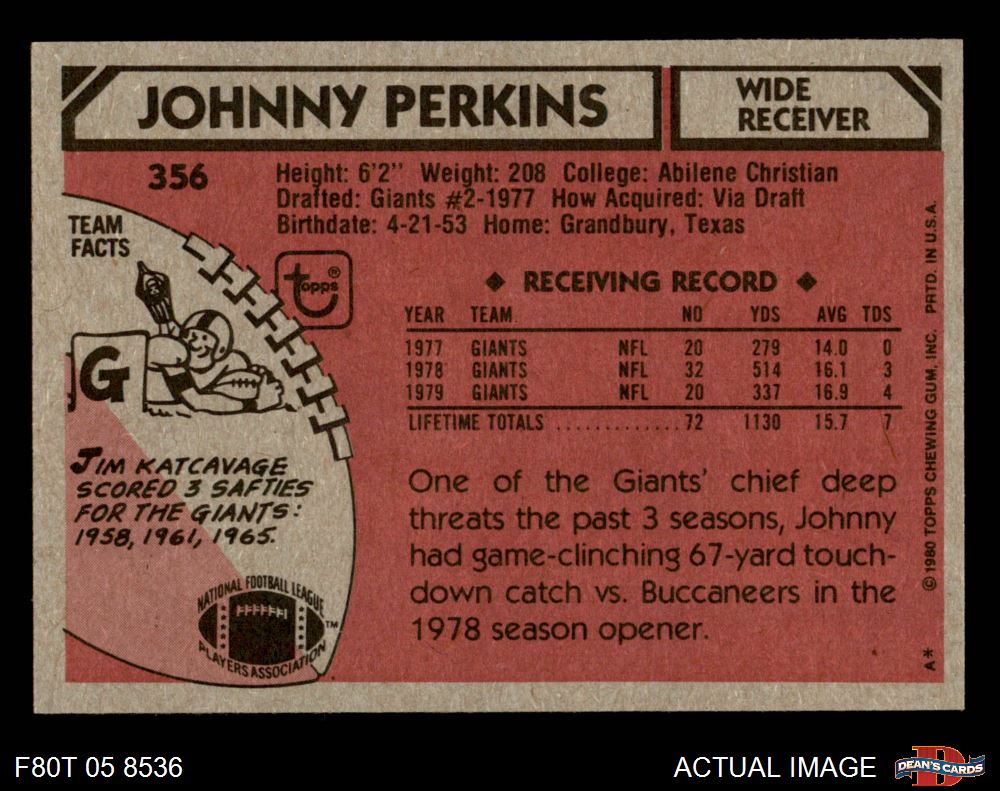 JOHNNY PERKINS
WIDE
RECEIVER
356
Height: 6'2" Weight: 208 College: Abilene Christian
Drafted: Giants #2-1977 How Acquired: Via Draft
Birthdate: 4-21-53 Home: Grandbury, Texas
TEAM
FACTS
topps®
G
JIM KATCAVAGE
SCORED 3 SAFTIES
FOR THE GIANTS:
1958, 1961, 1965.
NATIONAL FOOTBALL LEAGUE
PLAYERS ASSOCIATION
TM
◆ RECEIVING RECORD ◆
YEAR TEAM NO YDS AVG TDS
1977 GIANTS NFL 20 279 14.0 0
1978 GIANTS NFL 32 514 16.1 3
1979 GIANTS NFL 20 337 16.9 4
LIFETIME TOTALS .............72 1130 15.7 7
One of the Giants' chief deep
threats the past 3 seasons, Johnny
had game-clinching 67-yard touch-
down catch vs. Buccaneers in the
1978 season opener.
A* © 1980 TOPPS CHEWING GUM, INC. PRTD. IN U.S.A.
F80T 05 8536
ACTUAL IMAGE
D
DEAN'S CARDS